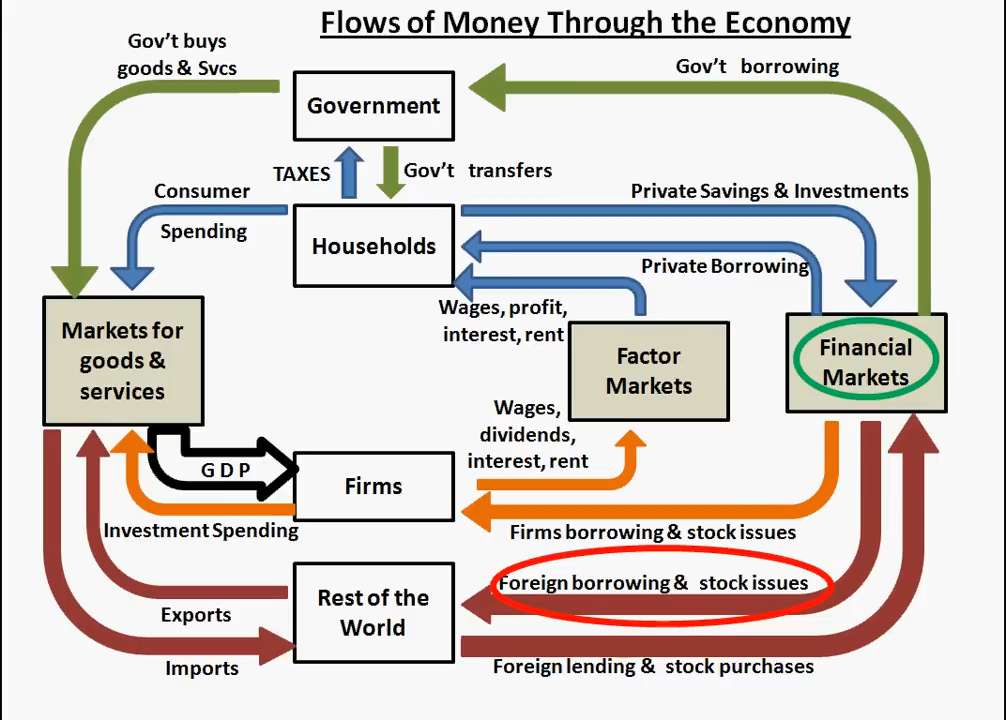 Flows of Money Through the Economy
Gov't buys
goods & Svcs
Gov't borrowing
Government
TAXES
Gov't transfers
Consumer
Spending
Private Savings & Investments
Households
Private Borrowing
Wages, profit,
interest, rent
Markets for
goods &
services
Factor
Markets
Financial
Markets
Wages,
dividends,
interest, rent
G D P
Firms
Investment Spending
Firms borrowing & stock issues
Foreign borrowing & stock issues
Rest of the
World
Exports
Imports
Foreign lending & stock purchases